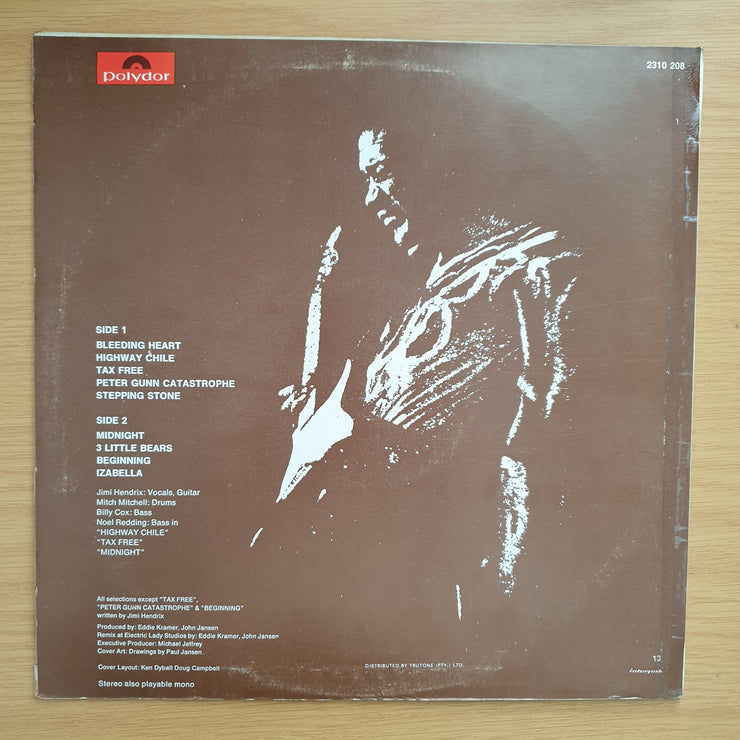 polydor
2310 208
SIDE 1
BLEEDING HEART
HIGHWAY CHILE
TAX FREE
PETER GUNN CATASTROPHE
STEPPING STONE
SIDE 2
MIDNIGHT
3 LITTLE BEARS
BEGINNING
IZABELLA
Jimi Hendrix: Vocals, Guitar
Mitch Mitchell: Drums
Billy Cox: Bass
Noel Redding: Bass in
"HIGHWAY CHILE"
"TAX FREE"
"MIDNIGHT"
All selections except "TAX FREE",
"PETER GUNN CATASTROPHE" & "BEGINNING"
written by Jimi Hendrix
Produced by: Eddie Kramer, John Jansen
Remix at Electric Lady Studios by: Eddie Kramer, John Jansen
Executive Producer: Michael Jeffrey
Cover Art: Drawings by Paul Jansen
Cover Layout: Ken Dyball Doug Campbell
Stereo also playable mono
DISTRIBUTED BY TRUTONE (PTY.) LTD.
13
interpak